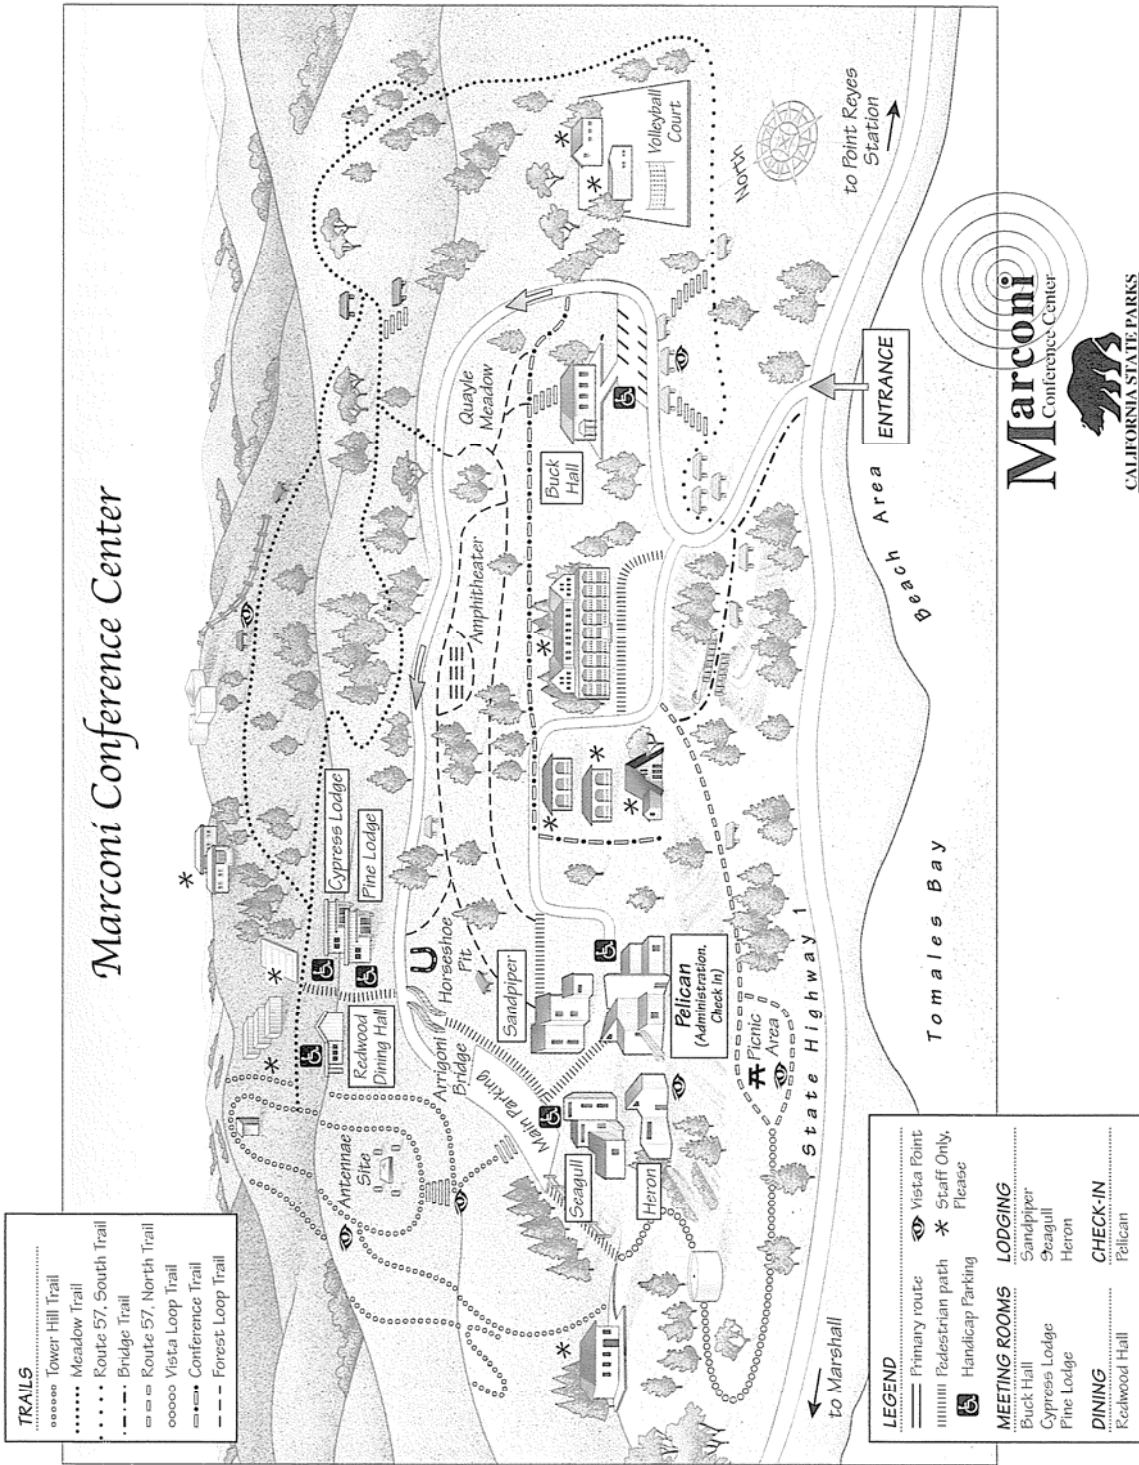 Marconi Conference Center
TRAILS
Tower Hill Trail
Meadow Trail
Route 57, South Trail
Bridge Trail
Route 57, North Trail
Vista Loop Trail
Conference Trail
Forest Loop Trail
Antennae
Site
Redwood
Dining Hall
Cypress Lodge
Pine Lodge
Arrigoni
Bridge
Horseshoe
Pit
Main Parking
Amphitheater
Quayle
Meadow
Seagull
Heron
Sandpiper
Pelican
(Administration,
Check In)
Buck
Hall
Volleyball
Court
North
Picnic
Area
State Highway 1
to Marshall
to Point Reyes
Station
ENTRANCE
Beach Area
Tomales Bay
LEGEND
Primary route
Pedestrian path
Handicap Parking
Vista Point
Staff Only,
Please
MEETING ROOMS
Buck Hall
Cypress Lodge
Pine Lodge
DINING
Redwood Hall
LODGING
Sandpiper
Seagull
Heron
CHECK-IN
Pelican
Marconi
Conference Center
CALIFORNIA STATE PARKS